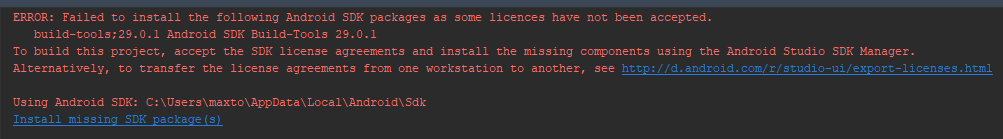 ERROR: Failed to install the following Android SDK packages as some licences have not been accepted.
build-tools;29.0.1 Android SDK Build-Tools 29.0.1
To build this project, accept the SDK license agreements and install the missing components using the Android Studio SDK Manager.
Alternatively, to transfer the license agreements from one workstation to another, see http://d.android.com/r/studio-ui/export-licenses.html
Using Android SDK: C:\Users\maxto\AppData\Local\Android\Sdk
Install missing SDK package(s)